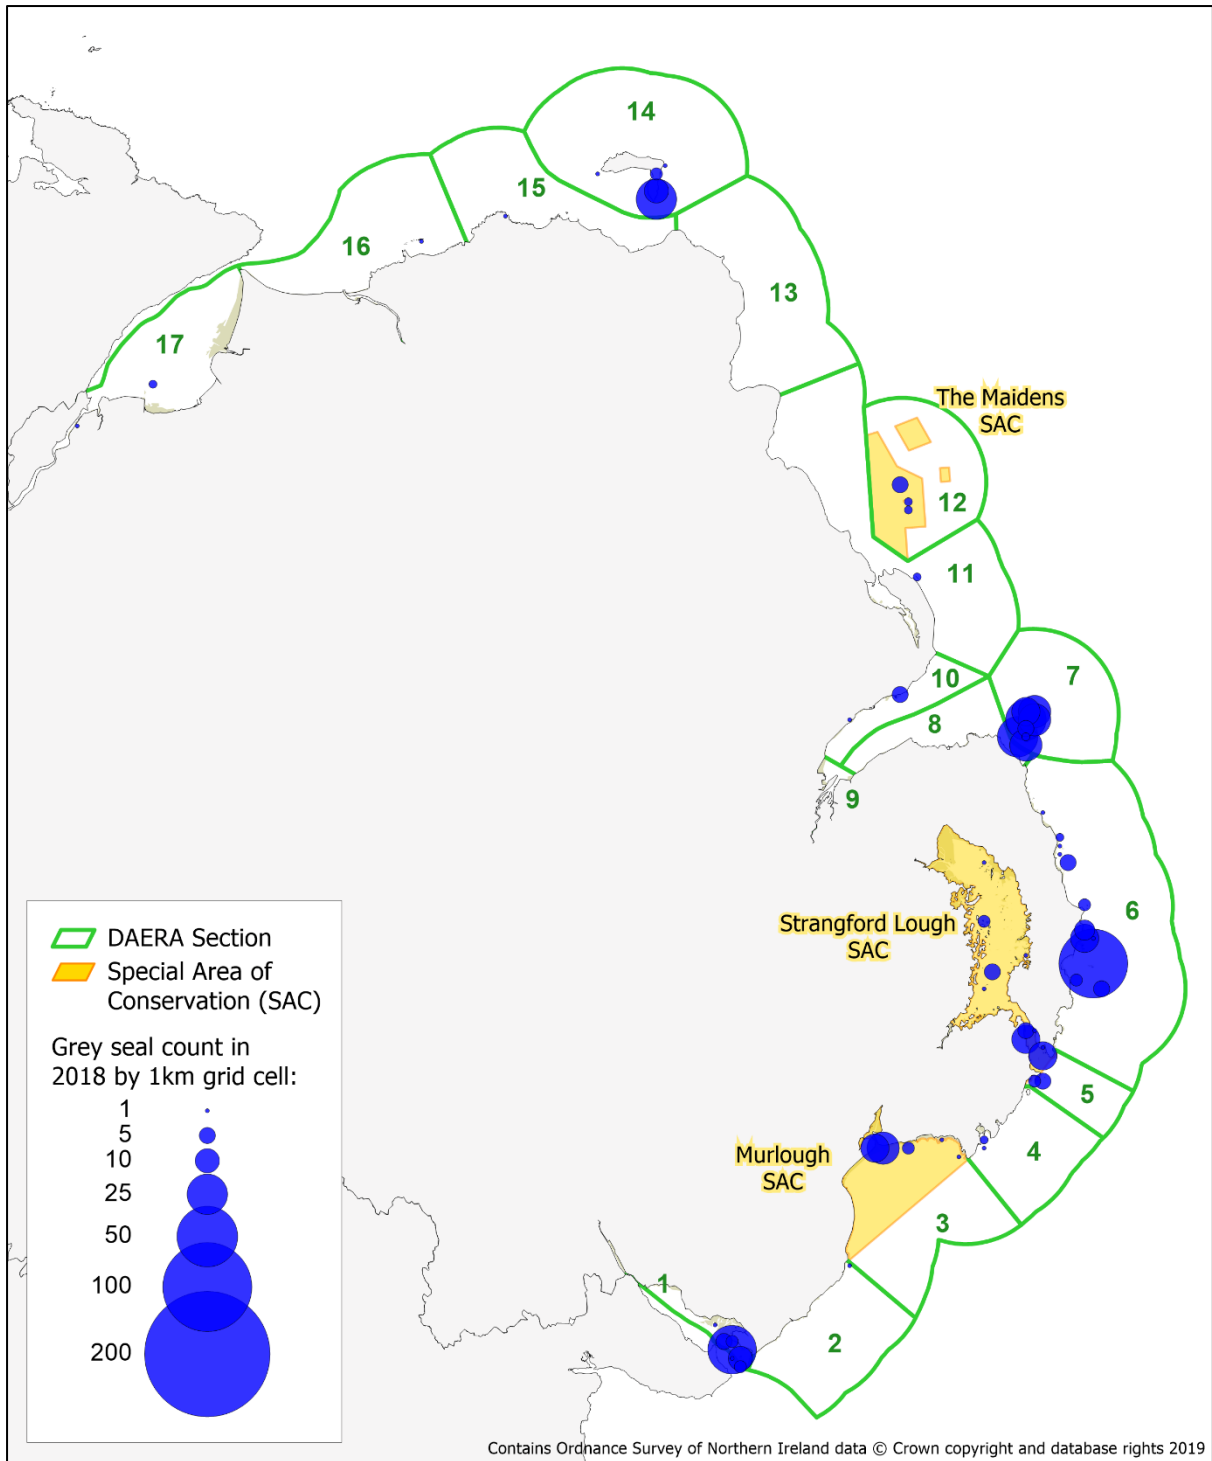 14
15
16
13
17
The Maidens
SAC
12
11
7
10
8
9
6
Strangford Lough
SAC
5
4
Murlough
SAC
3
1
2
DAERA Section
Special Area of
Conservation (SAC)
Grey seal count in
2018 by 1km grid cell:
1
5
10
25
50
100
200
Contains Ordnance Survey of Northern Ireland data © Crown copyright and database rights 2019